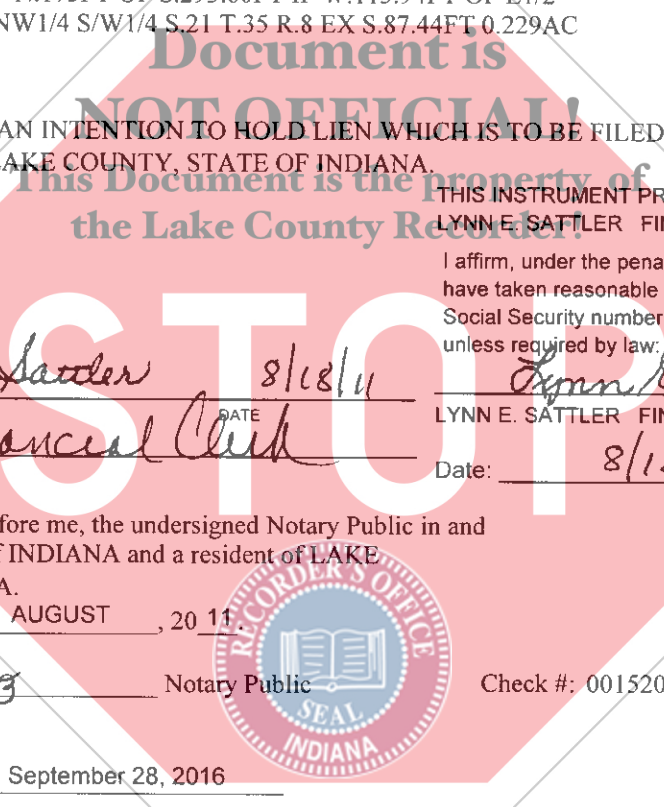 NW1/4 S/W1/4 S.21 T.35 R.8 EX S.87.44FT 0.229AC
Document is
NOT OFFICIAL!
AN INTENTION TO HOLD LIEN WHICH IS TO BE FILED
LAKE COUNTY, STATE OF INDIANA.
This Document is the property of
the Lake County Recorder!
THIS INSTRUMENT PR
LYNN E. SATTLER FI
I affirm, under the pena
have taken reasonable
Social Security number
unless required by law:
STOP
Sattler 8/18/11
DATE
ancial Clerk
Lynn
LYNN E. SATTLER FI
Date: 8/1
fore me, the undersigned Notary Public in and
f INDIANA and a resident of LAKE
A.
AUGUST , 20 11.
Notary Public
Check #: 001520
RECORDER'S OFFICE
SEAL
INDIANA
September 28, 2016